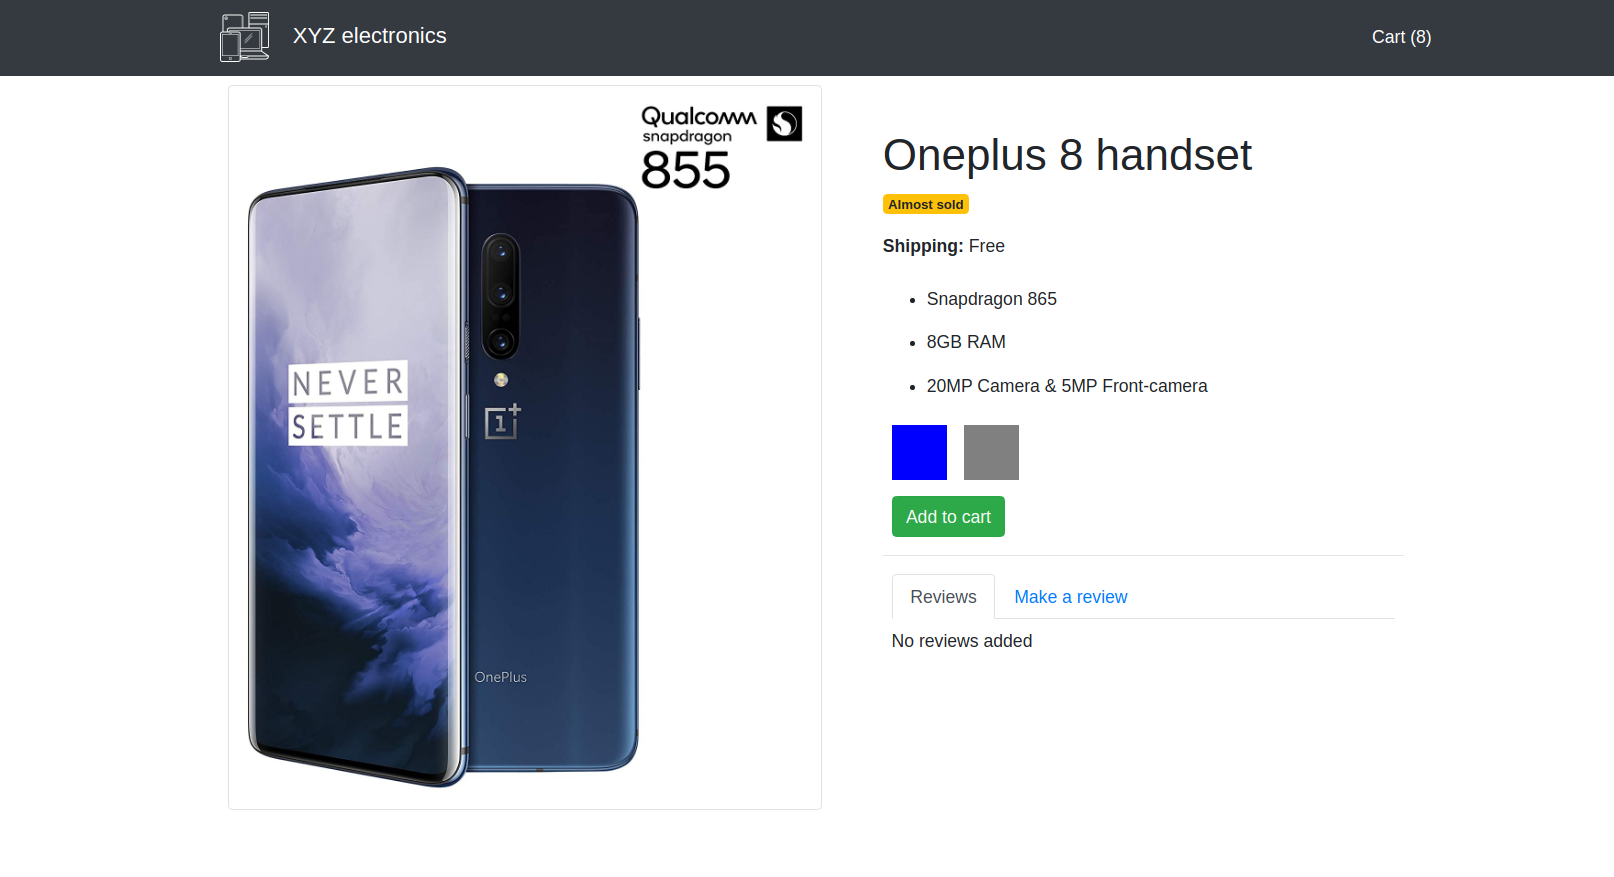 XYZ electronics
Cart (8)
Qualcomm
snapdragon
855
NEVER
SETTLE
1+
OnePlus
Oneplus 8 handset
Almost sold
Shipping: Free
Snapdragon 865
8GB RAM
20MP Camera & 5MP Front-camera
Add to cart
Reviews
Make a review
No reviews added